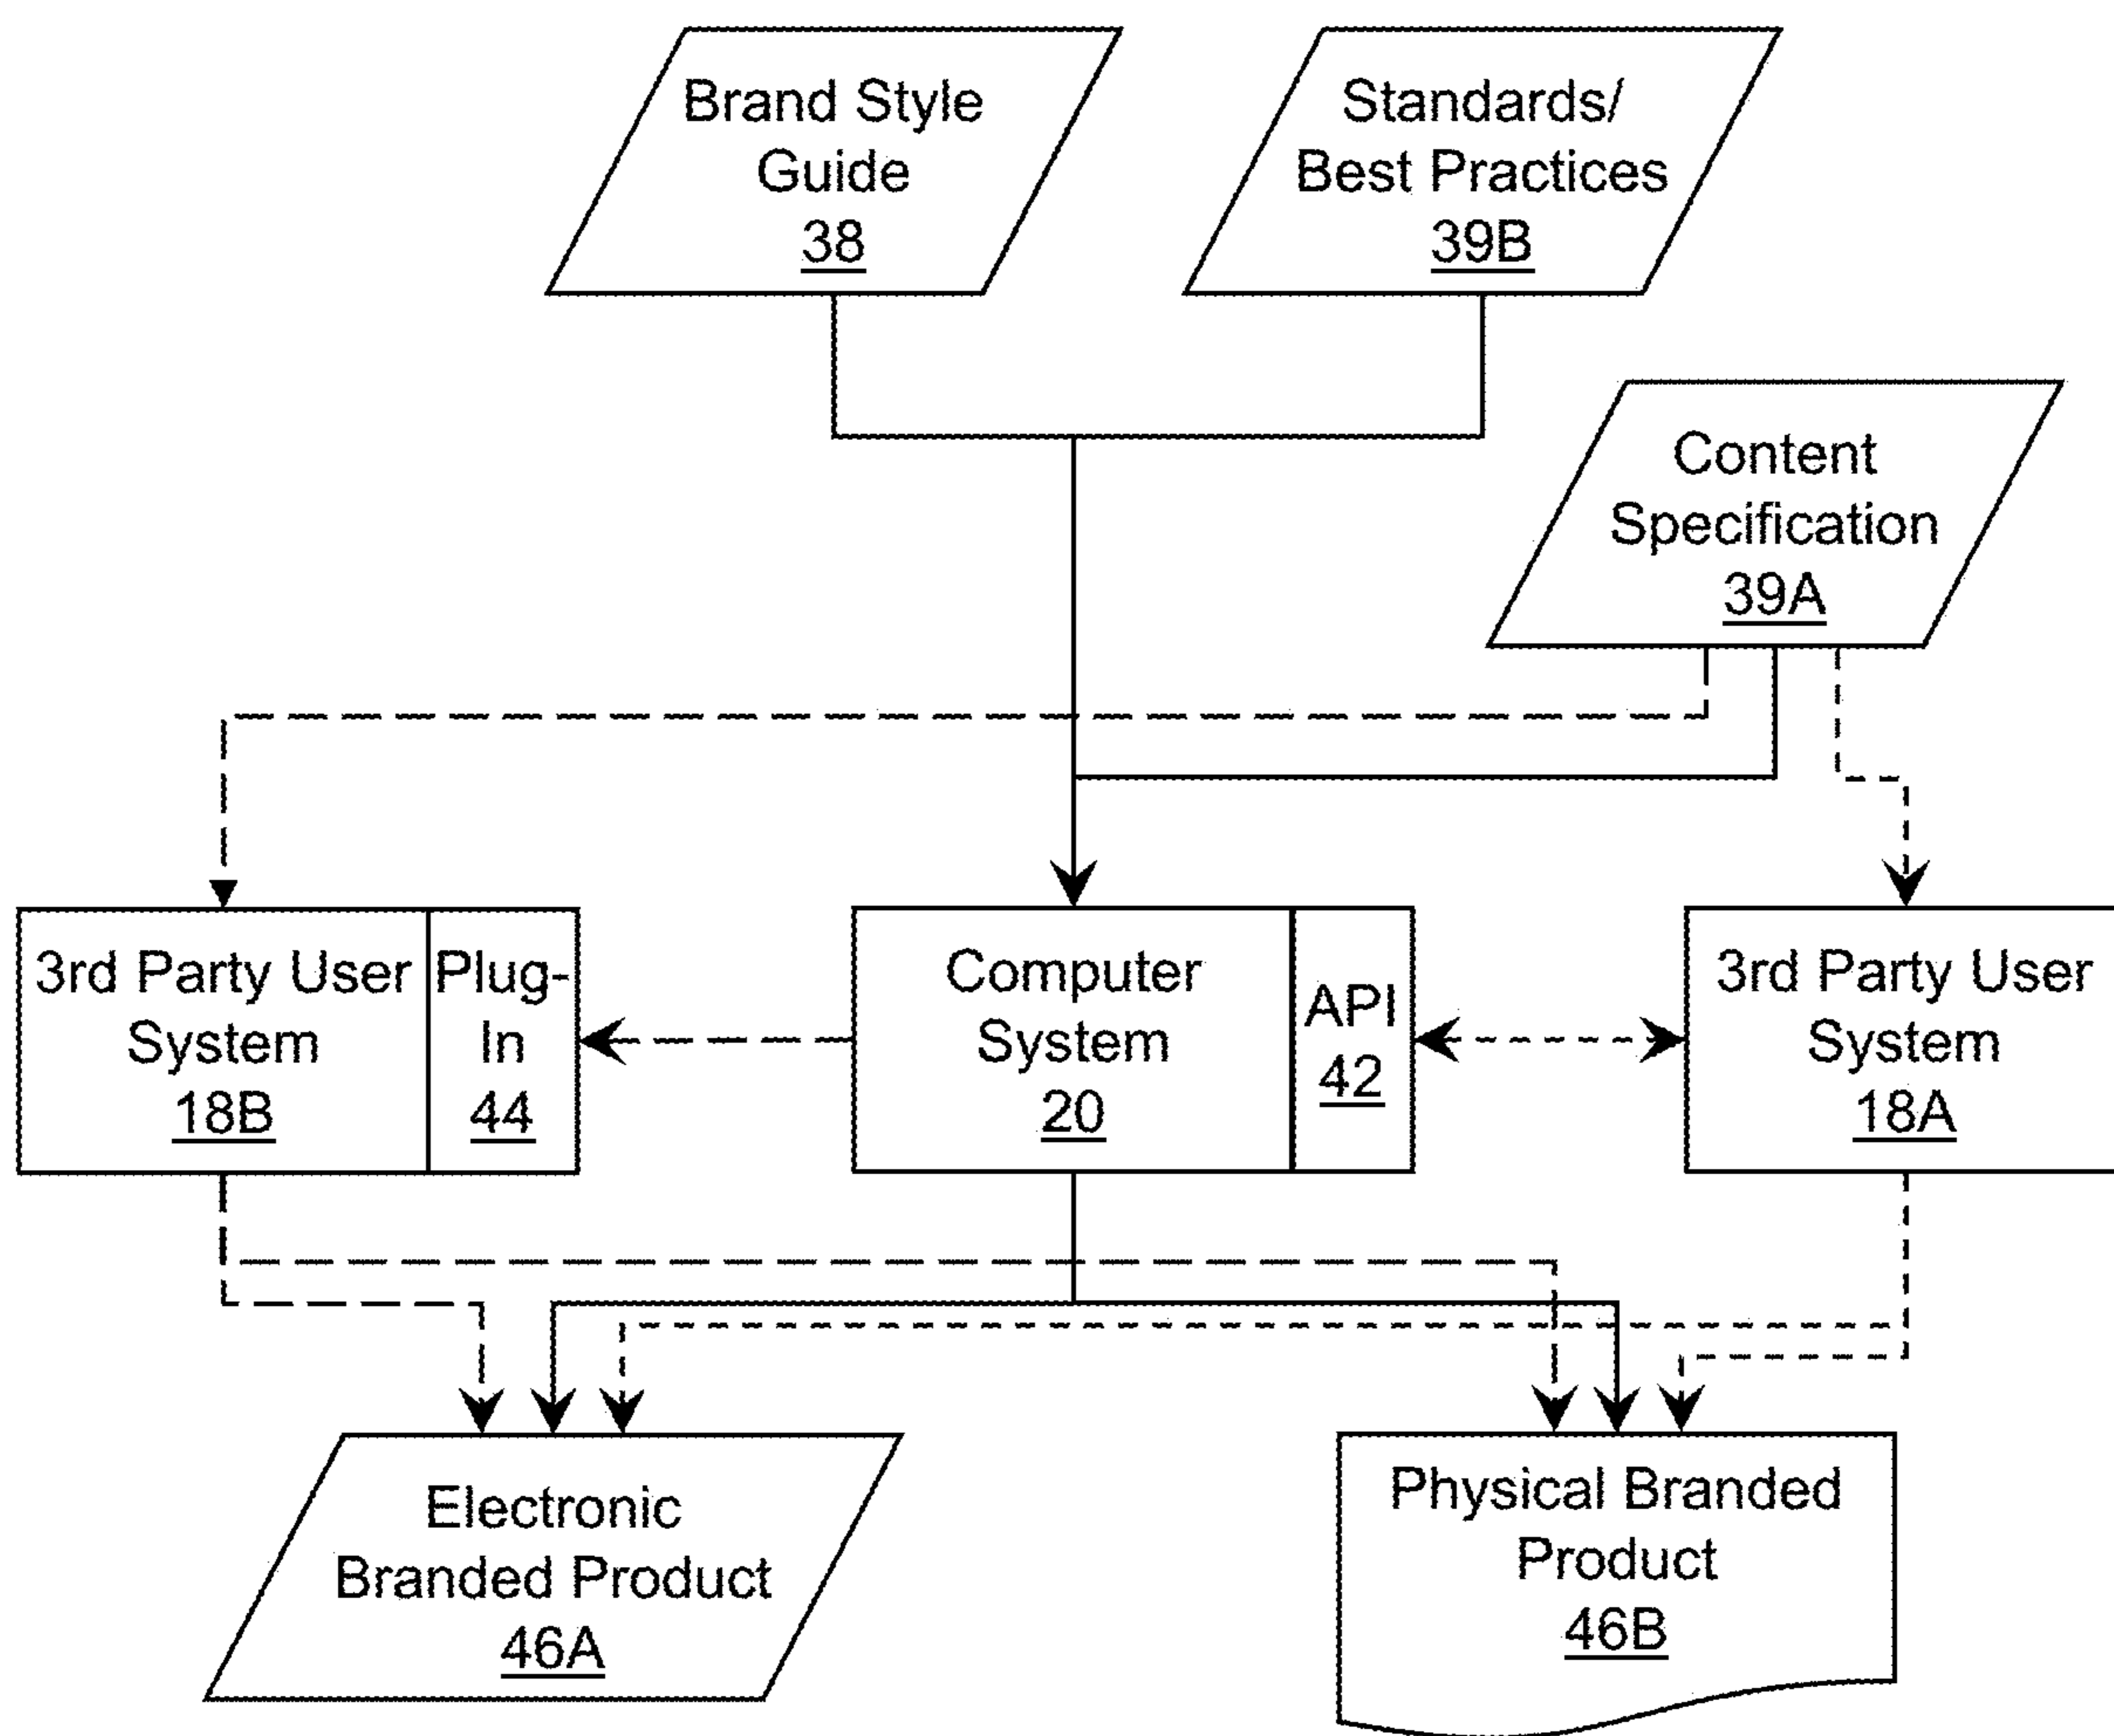 Brand Style
Guide
38
Standards/
Best Practices
39B
Content
Specification
39A
3rd Party User
System
18B
Plug-
In
44
Computer
System
20
API
42
3rd Party User
System
18A
Electronic
Branded Product
46A
Physical Branded
Product
46B